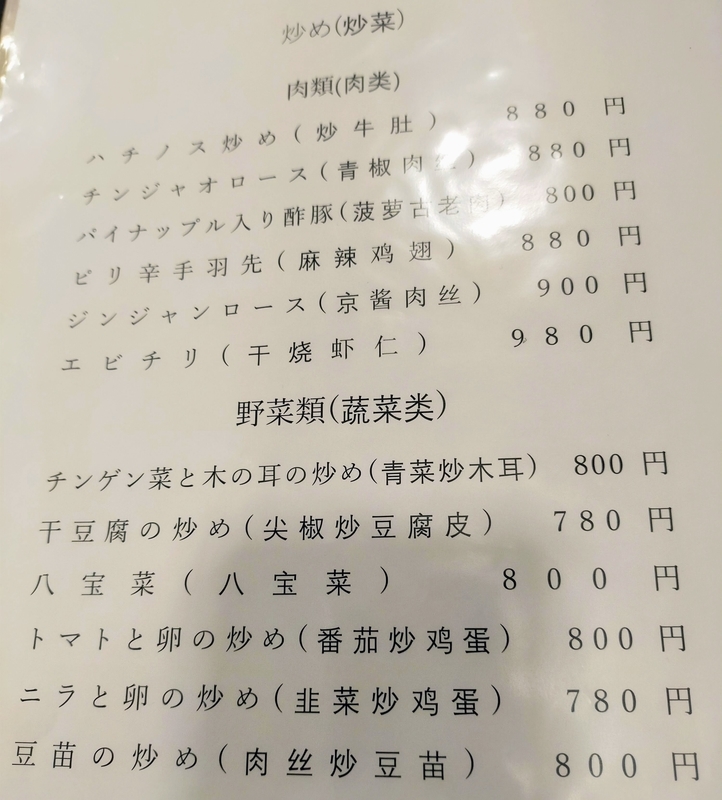 炒め(炒菜)
肉類(肉类)
ハチノス炒め(炒牛肚) 880円
チンジャオロース(青椒肉丝) 880円
パイナップル入り酢豚(菠萝古老肉) 800円
ピリ辛手羽先(麻辣鸡翅) 880円
ジンジャンロース(京酱肉丝) 900円
エビチリ(干烧虾仁) 980円
野菜類(蔬菜类)
チンゲン菜と木の耳の炒め(青菜炒木耳) 800円
干豆腐の炒め(尖椒炒豆腐皮) 780円
八宝菜(八宝菜) 800円
トマトと卵の炒め(番茄炒鸡蛋) 800円
ニラと卵の炒め(韭菜炒鸡蛋) 780円
豆苗の炒め(肉丝炒豆苗) 800円